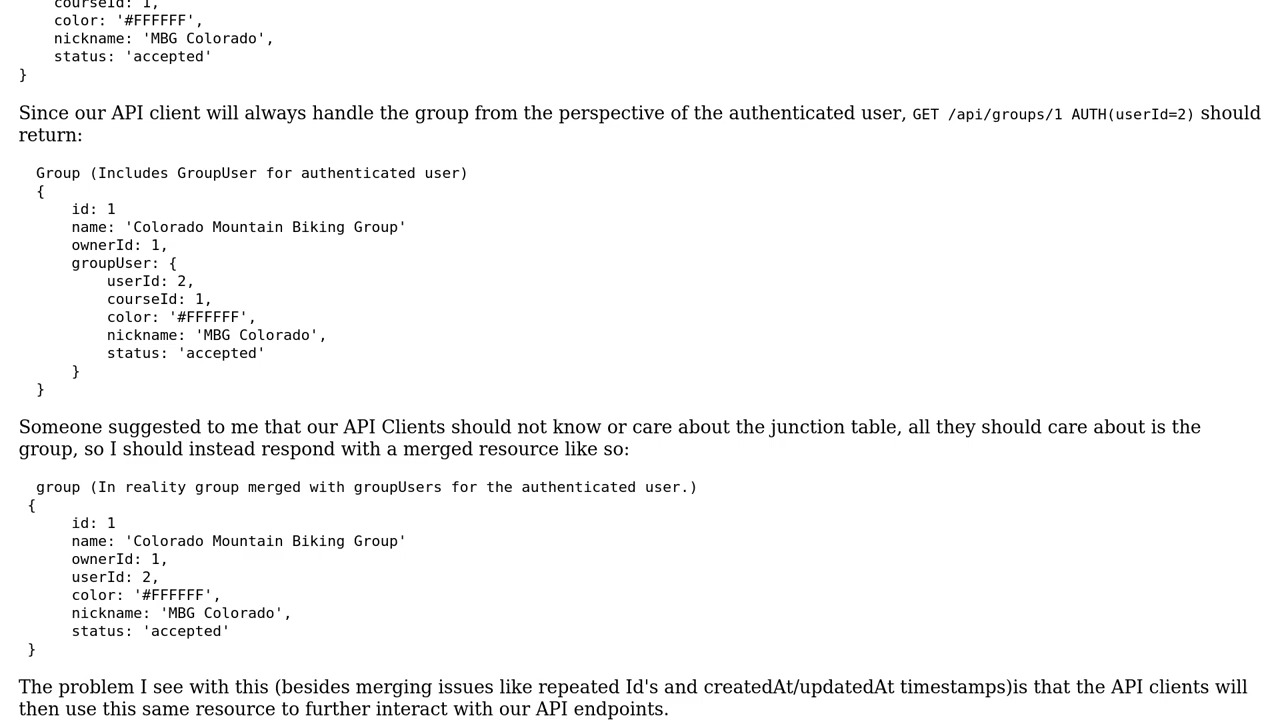 courseId: 1,
color: '#FFFFFF',
nickname: 'MBG Colorado',
status: 'accepted'
}
Since our API client will always handle the group from the perspective of the authenticated user, GET /api/groups/1 AUTH(userId=2) should
return:
Group (Includes GroupUser for authenticated user)
{
id: 1
name: 'Colorado Mountain Biking Group'
ownerId: 1,
groupUser: {
userId: 2,
courseId: 1,
color: '#FFFFFF',
nickname: 'MBG Colorado',
status: 'accepted'
}
}
Someone suggested to me that our API Clients should not know or care about the junction table, all they should care about is the
group, so I should instead respond with a merged resource like so:
group (In reality group merged with groupUsers for the authenticated user.)
{
id: 1
name: 'Colorado Mountain Biking Group'
ownerId: 1,
userId: 2,
color: '#FFFFFF',
nickname: 'MBG Colorado',
status: 'accepted'
}
The problem I see with this (besides merging issues like repeated Id's and createdAt/updatedAt timestamps)is that the API clients will
then use this same resource to further interact with our API endpoints.